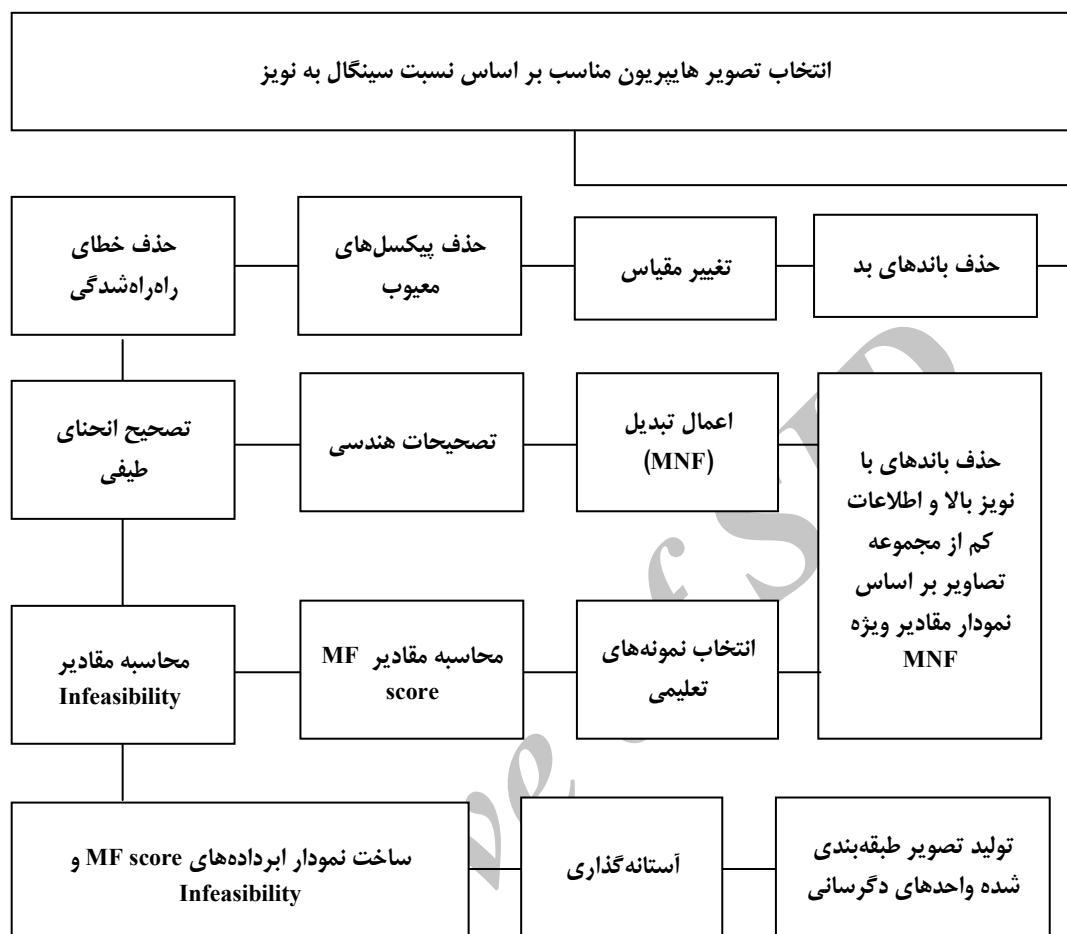 انتخاب تصویر هایپریون مناسب بر اساس نسبت سینگال به نویز
حذف باندهای بد
تغییر مقیاس
حذف پیکسل‌های
معیوب
حذف خطای
راه‌راه‌شدگی
تصحیح انحنای
طیفی
تصحیحات هندسی
اعمال تبدیل
(MNF)
حذف باندهای با
نویز بالا و اطلاعات
کم از مجموعه
تصاویر بر اساس
نمودار مقادیر ویژه
MNF
انتخاب نمونه‌های
تعلیمی
محاسبه مقادیر MF
score
محاسبه مقادیر
Infeasibility
ساخت نمودار ابرداده‌های MF score و
Infeasibility
آستانه‌گذاری
تولید تصویر طبقه‌بندی
شده واحدهای دگرسانی
ve of SID